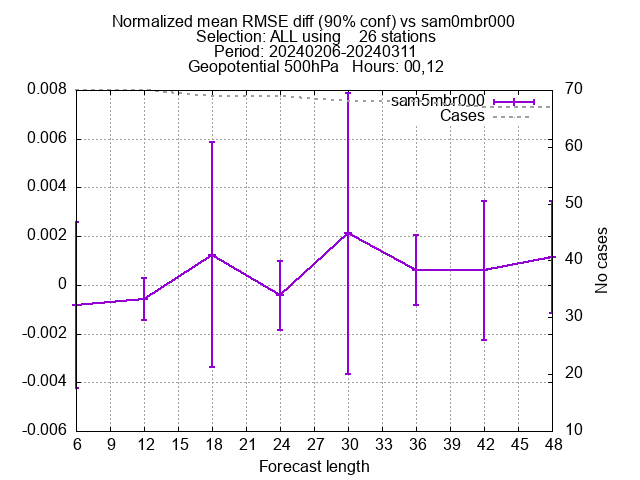 Normalized mean RMSE diff (90% conf) vs sam0mbr000
Selection: ALL using    26 stations
Period: 20240206-20240311
Geopotential 500hPa   Hours: 00,12
sam5mbr000
Cases
0.008
0.006
0.004
0.002
0
-0.002
-0.004
-0.006
70
60
50
40
30
20
10
No cases
6 9 12 15 18 21 24 27 30 33 36 39 42 45 48
Forecast length